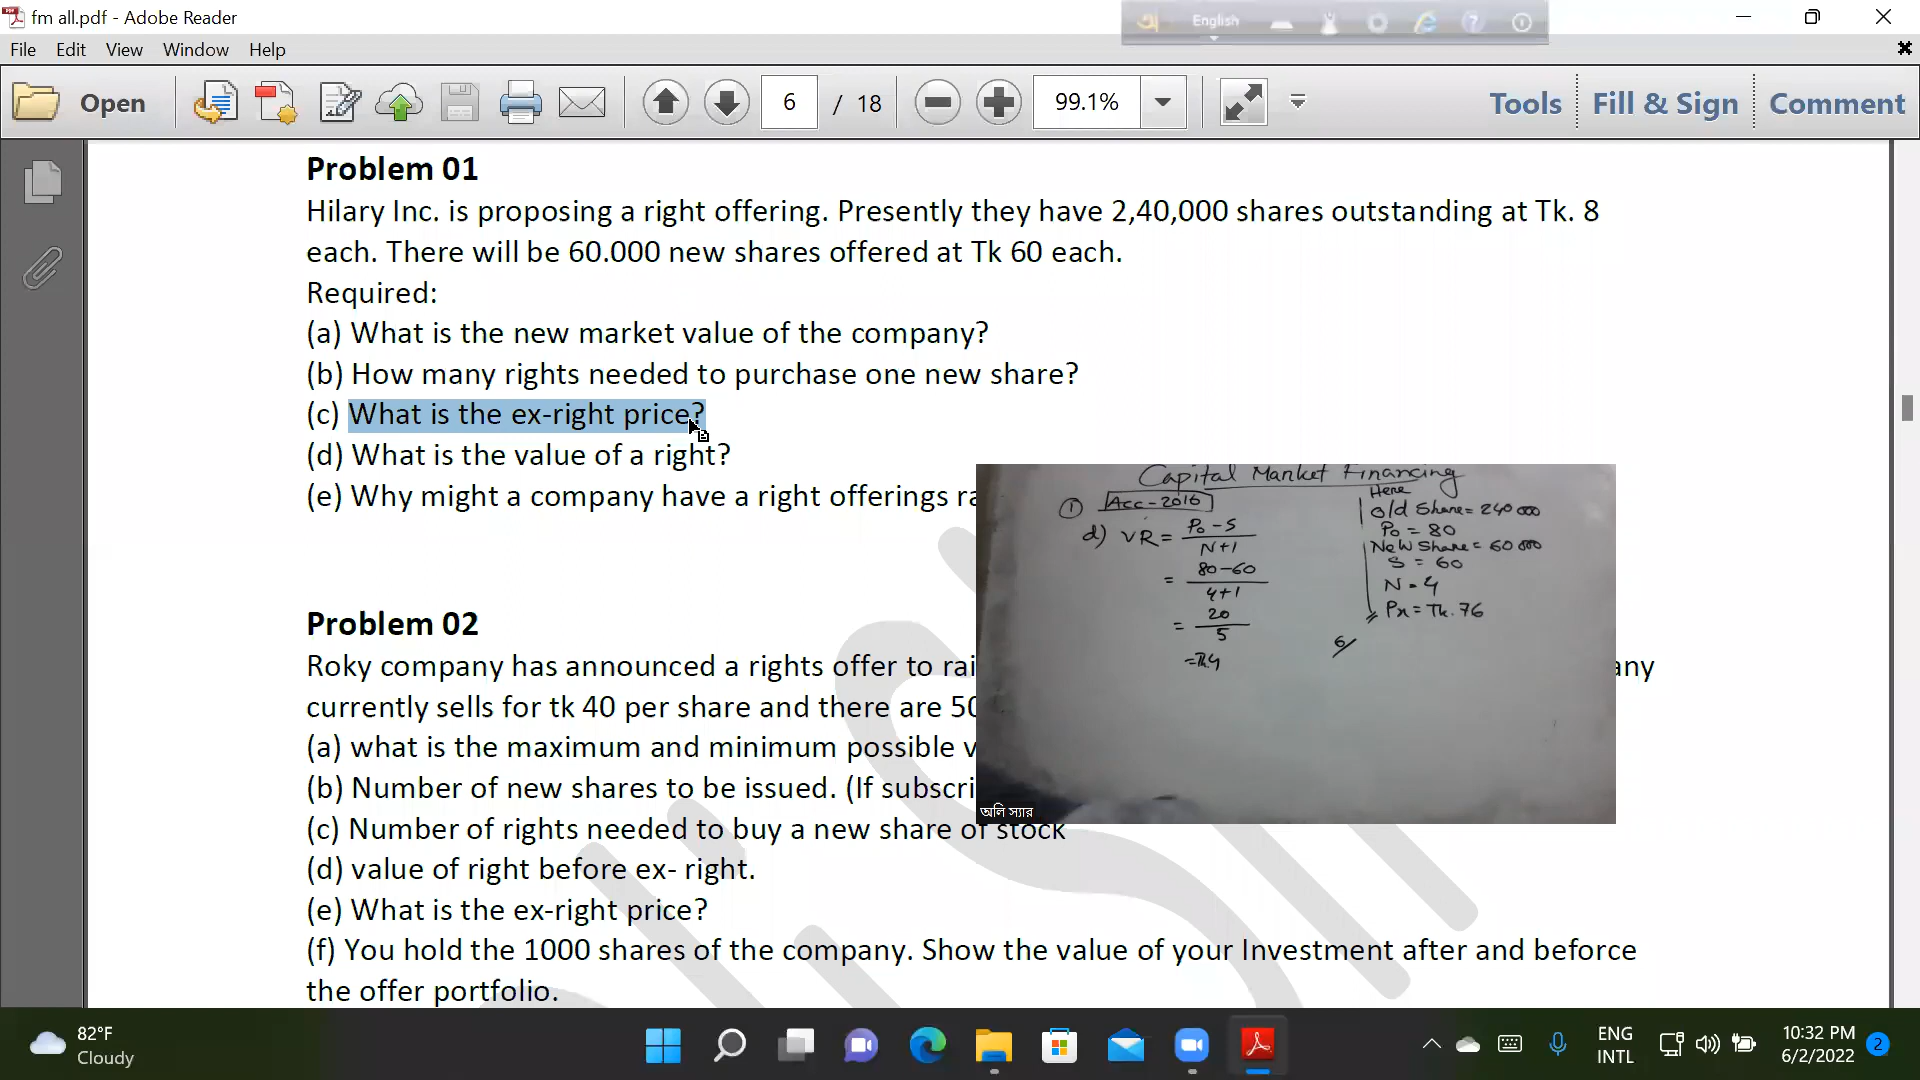 fm all.pdf - Adobe Reader
English
File Edit View Window Help
Open
6 / 18
99.1%
Tools Fill & Sign Comment
Problem 01
Hilary Inc. is proposing a right offering. Presently they have 2,40,000 shares outstanding at Tk. 8
each. There will be 60.000 new shares offered at Tk 60 each.
Required:
(a) What is the new market value of the company?
(b) How many rights needed to purchase one new share?
(c) What is the ex-right price?
(d) What is the value of a right?
(e) Why might a company have a right offerings ra
Capital Market Financing
① Acc-2016
d) VR = P₀ - S / N+1
= 80-60 / 4+1
= 20 / 5
= Tk.4
Here
Old Share = 240000
P₀ = 80
New Share = 60000
S = 60
N = 4
Px = Tk. 76
অলি স্যার
Problem 02
Roky company has announced a rights offer to rai any
currently sells for tk 40 per share and there are 50
(a) what is the maximum and minimum possible v
(b) Number of new shares to be issued. (If subscri
(c) Number of rights needed to buy a new share of stock
(d) value of right before ex- right.
(e) What is the ex-right price?
(f) You hold the 1000 shares of the company. Show the value of your Investment after and beforce
the offer portfolio.
82°F
Cloudy
ENG
INTL
10:32 PM
6/2/2022
2